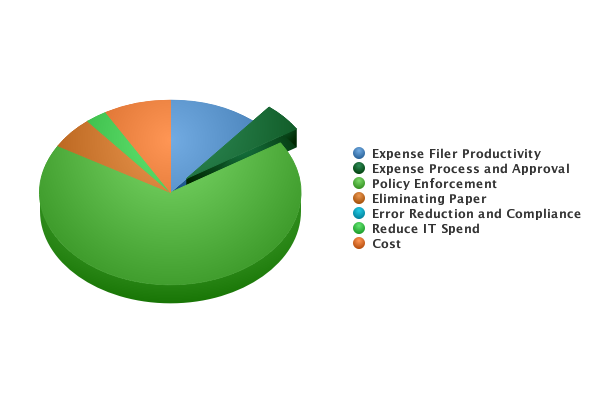 Expense Filer Productivity
Expense Process and Approval
Policy Enforcement
Eliminating Paper
Error Reduction and Compliance
Reduce IT Spend
Cost